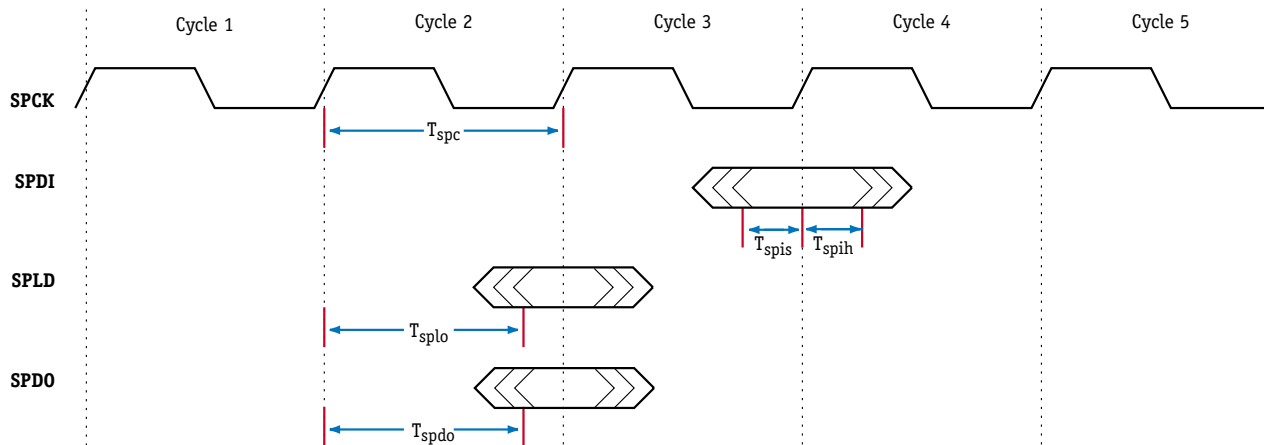 Cycle 1 Cycle 2 Cycle 3 Cycle 4 Cycle 5
SPCK
Tspc
SPDI
Tspis Tspih
SPLD
Tsplo
SPDO
Tspdo